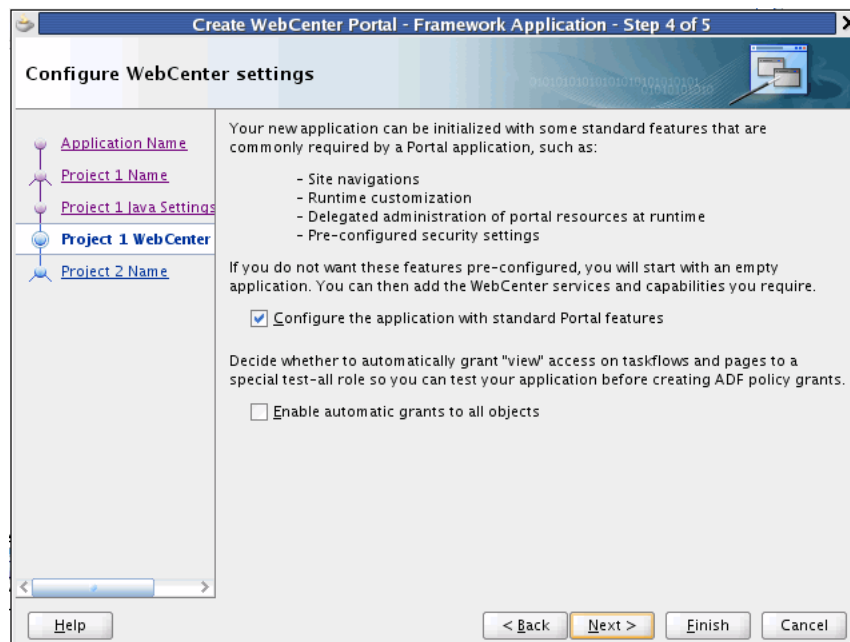 Create WebCenter Portal - Framework Application - Step 4 of 5
Configure WebCenter settings
Application Name
Project 1 Name
Project 1 Java Settings
Project 1 WebCenter
Project 2 Name
Your new application can be initialized with some standard features that are
commonly required by a Portal application, such as:
- Site navigations
- Runtime customization
- Delegated administration of portal resources at runtime
- Pre-configured security settings
If you do not want these features pre-configured, you will start with an empty
application. You can then add the WebCenter services and capabilities you require.
Configure the application with standard Portal features
Decide whether to automatically grant "view" access on taskflows and pages to a
special test-all role so you can test your application before creating ADF policy grants.
Enable automatic grants to all objects
Help
< Back
Next >
Finish
Cancel